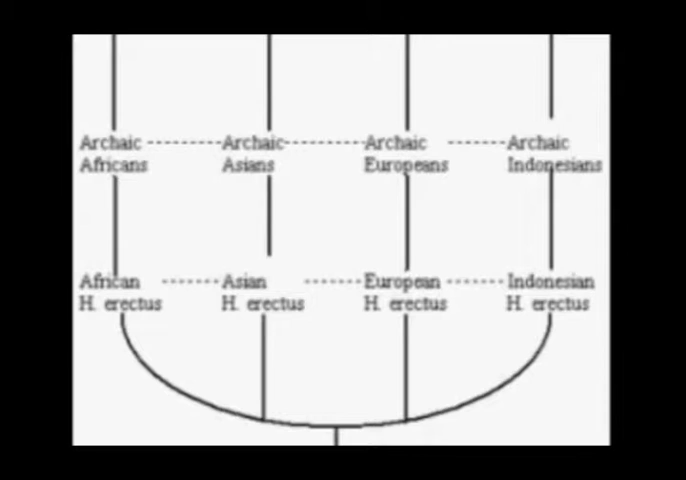 Archaic Archaic Archaic Archaic
Africans Asians Europeans Indonesians
African Asian European Indonesian
H. erectus H. erectus H. erectus H. erectus